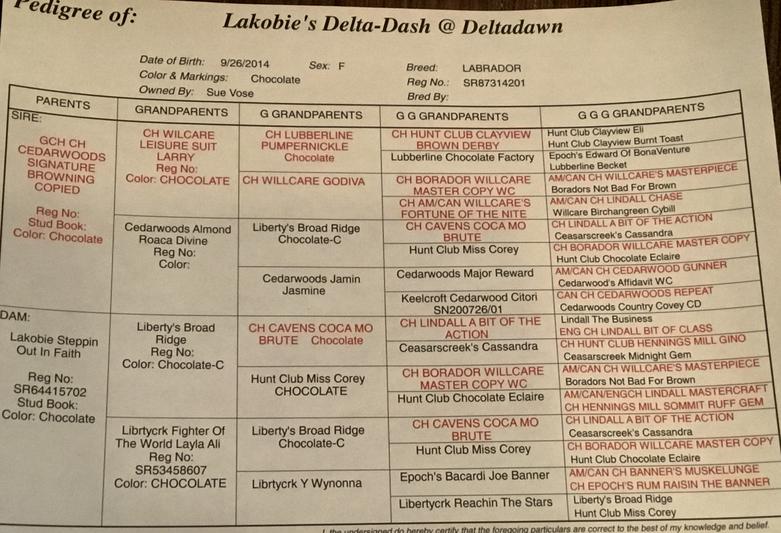 Pedigree of:
Lakobie's Delta-Dash @ Deltadawn
Date of Birth: 9/26/2014 Sex: F
Color & Markings: Chocolate
Owned By: Sue Vose
Breed: LABRADOR
Reg No.: SR87314201
Bred By:
PARENTS
GRANDPARENTS
G GRANDPARENTS
G G GRANDPARENTS
G G G GRANDPARENTS
SIRE:
GCH CH
CEDARWOODS
SIGNATURE
BROWNING
COPIED
Reg No:
Stud Book:
Color: Chocolate
DAM:
Lakobie Steppin
Out In Faith
Reg No:
SR64415702
Stud Book:
Color: Chocolate
CH WILCARE
LEISURE SUIT
LARRY
Reg No:
Color: CHOCOLATE
Cedarwoods Almond
Roaca Divine
Reg No:
Color:
Liberty's Broad
Ridge
Reg No:
Color: Chocolate-C
Librtycrk Fighter Of
The World Layla Ali
Reg No:
SR53458607
Color: CHOCOLATE
CH LUBBERLINE
PUMPERNICKLE
Chocolate
CH WILLCARE GODIVA
Liberty's Broad Ridge
Chocolate-C
Cedarwoods Jamin
Jasmine
CH CAVENS COCA MO
BRUTE Chocolate
Hunt Club Miss Corey
CHOCOLATE
Liberty's Broad Ridge
Chocolate-C
Librtycrk Y Wynonna
CH HUNT CLUB CLAYVIEW
BROWN DERBY
Lubberline Chocolate Factory
CH BORADOR WILLCARE
MASTER COPY WC
CH AM/CAN WILLCARE'S
FORTUNE OF THE NITE
CH CAVENS COCA MO
BRUTE
Hunt Club Miss Corey
Cedarwoods Major Reward
Keelcroft Cedarwood Citori
SN200726/01
CH LINDALL A BIT OF THE
ACTION
Ceasarscreek's Cassandra
CH BORADOR WILLCARE
MASTER COPY WC
Hunt Club Chocolate Eclaire
CH CAVENS COCA MO
BRUTE
Hunt Club Miss Corey
Epoch's Bacardi Joe Banner
Libertycrk Reachin The Stars
Hunt Club Clayview Eli
Hunt Club Clayview Burnt Toast
Epoch's Edward Of BonaVenture
Lubberline Becket
AM/CAN CH WILLCARE'S MASTERPIECE
Boradors Not Bad For Brown
AM/CAN CH LINDALL CHASE
Willcare Birchangreen Cybill
CH LINDALL A BIT OF THE ACTION
Ceasarscreek's Cassandra
CH BORADOR WILLCARE MASTER COPY
Hunt Club Chocolate Eclaire
AM/CAN CH CEDARWOOD GUNNER
Cedarwood's Affidavit WC
CAN CH CEDARWOODS REPEAT
Cedarwoods Country Covey CD
Lindall The Business
ENG CH LINDALL BIT OF CLASS
CH HUNT CLUB HENNINGS MILL GINO
Ceasarscreek Midnight Gem
AM/CAN CH WILLCARE'S MASTERPIECE
Boradors Not Bad For Brown
AM/CAN/ENGCH LINDALL MASTERCRAFT
CH HENNINGS MILL SOMMIT RUFF GEM
CH LINDALL A BIT OF THE ACTION
Ceasarscreek's Cassandra
CH BORADOR WILLCARE MASTER COPY
Hunt Club Chocolate Eclaire
AM/CAN CH BANNER'S MUSKELUNGE
CH EPOCH'S RUM RAISIN THE BANNER
Liberty's Broad Ridge
Hunt Club Miss Corey
I, the undersigned do hereby certify that the foregoing particulars are correct to the best of my knowledge and belief.